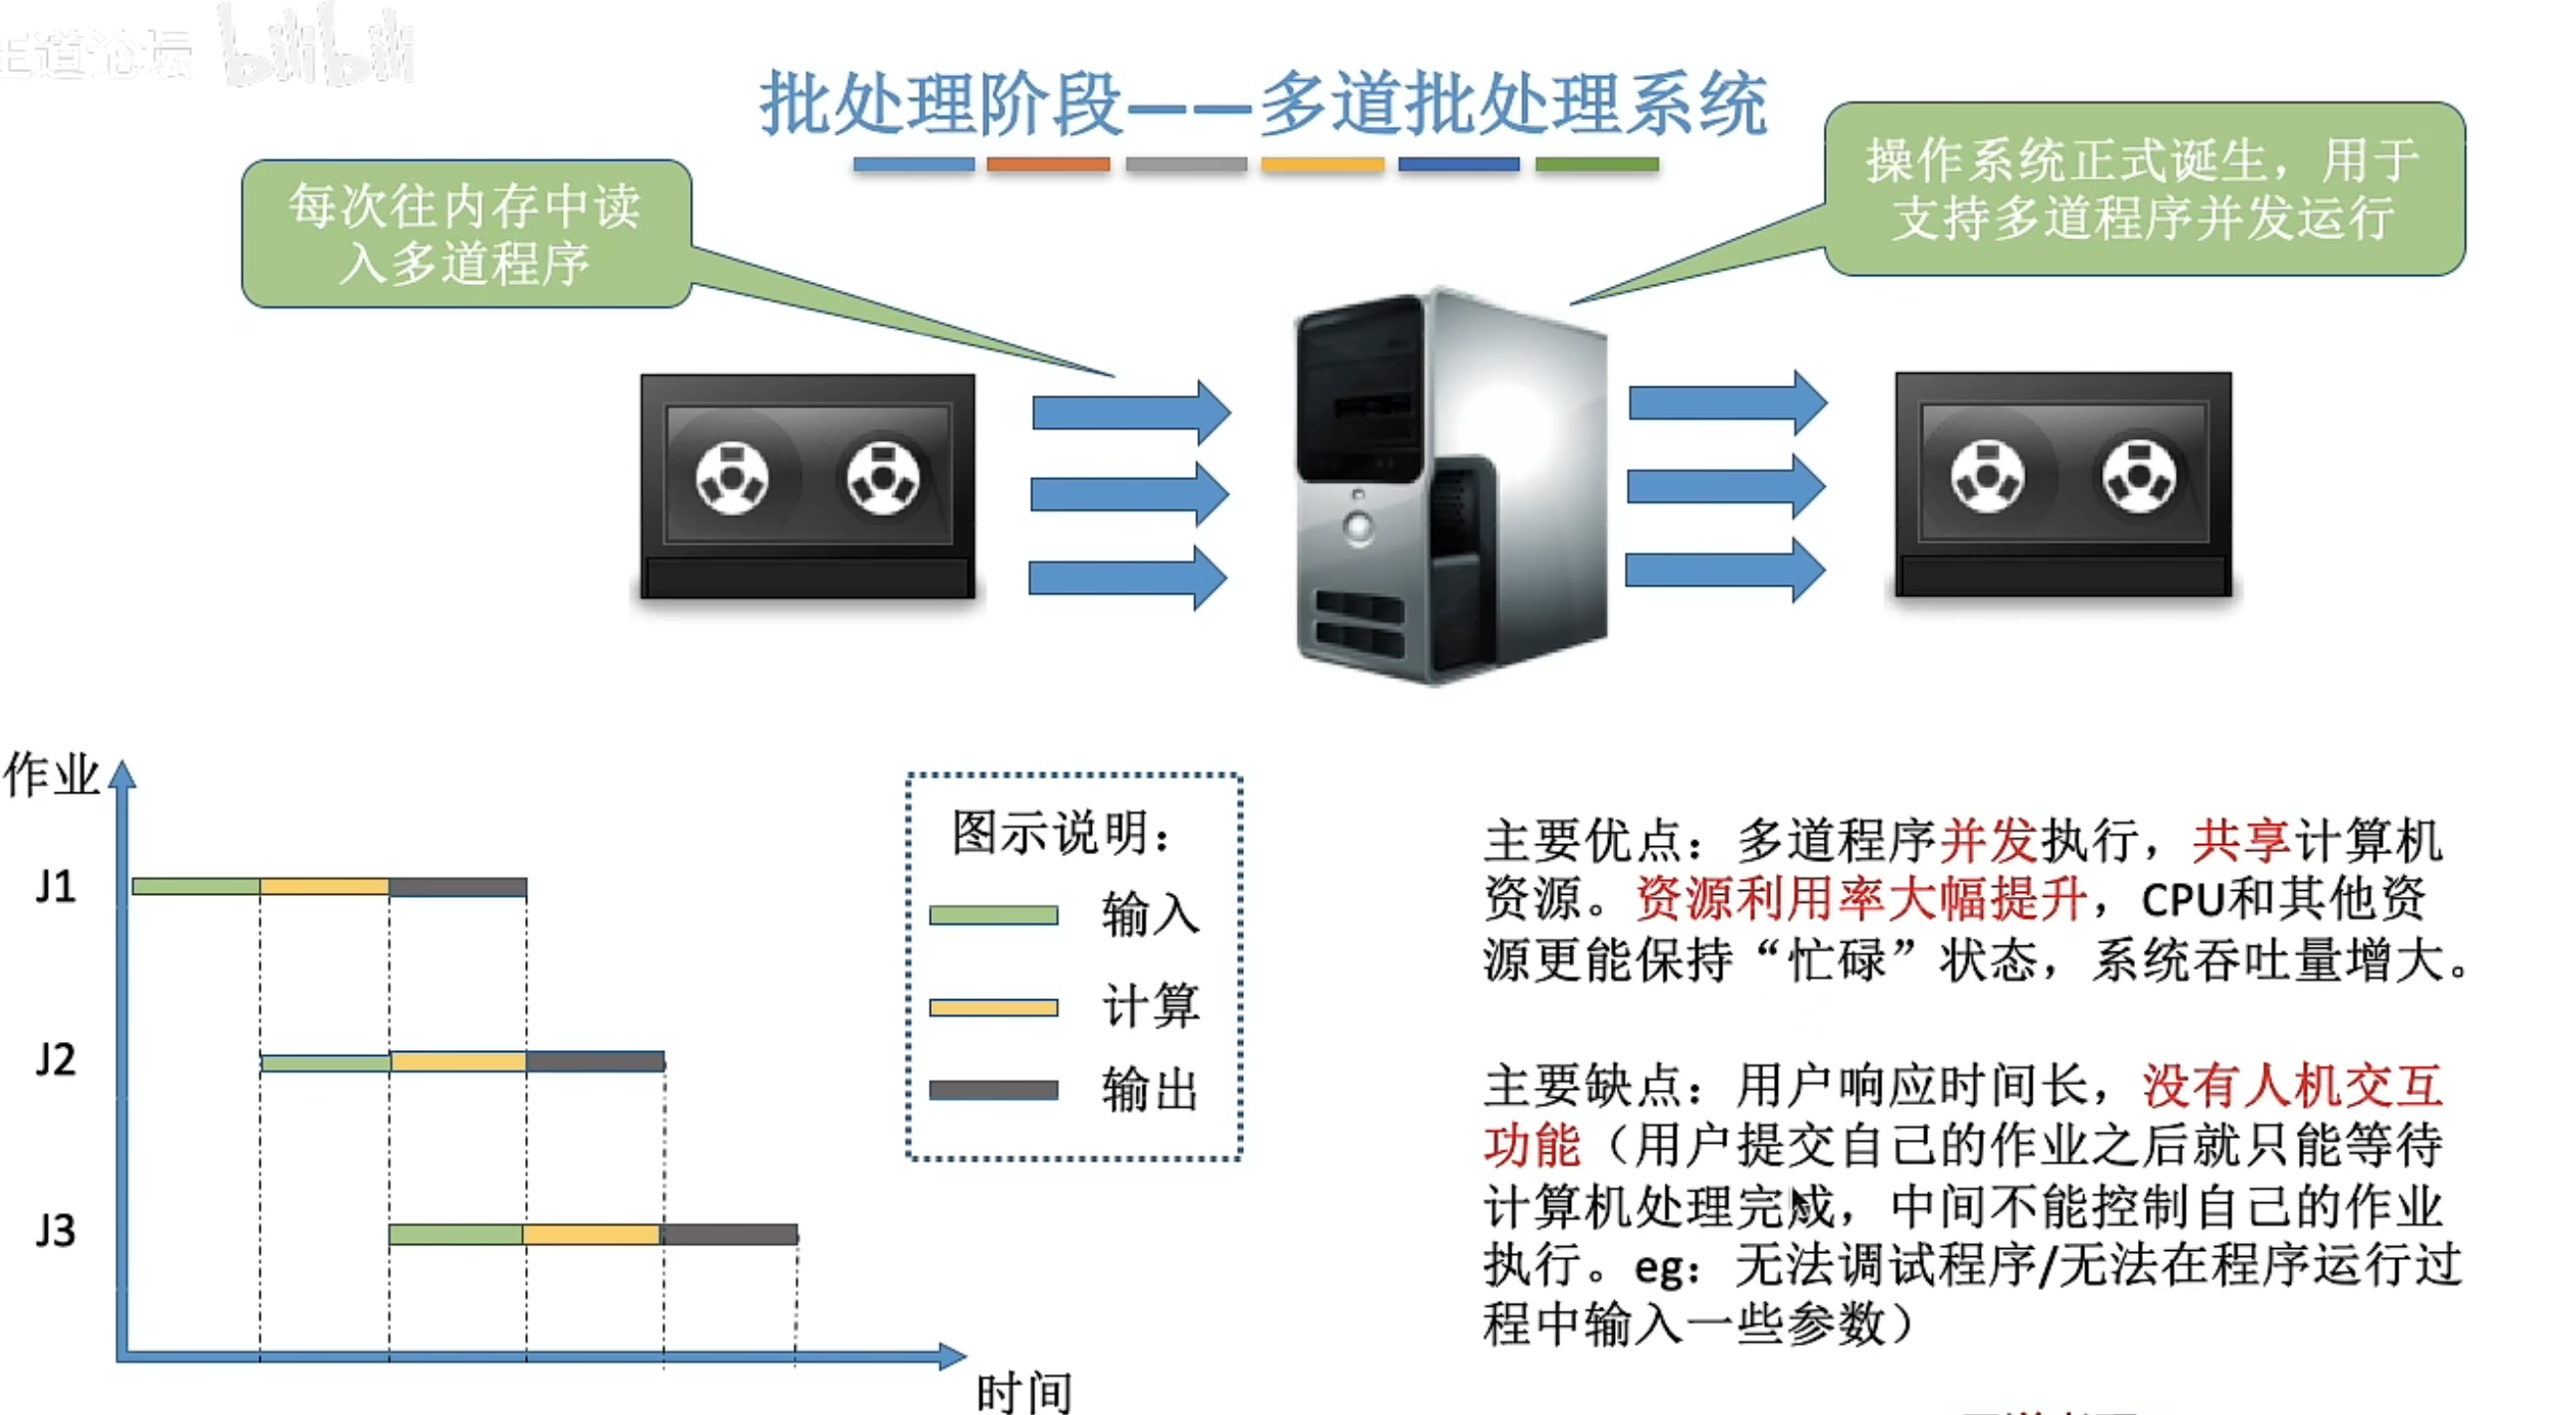 王道论坛 bilibili
批处理阶段——多道批处理系统
每次往内存中读
入多道程序
操作系统正式诞生，用于
支持多道程序并发运行
作业
J1
J2
J3
时间
图示说明：
输入
计算
输出
主要优点：多道程序并发执行，共享计算机
资源。资源利用率大幅提升，CPU和其他资
源更能保持“忙碌”状态，系统吞吐量增大。
主要缺点：用户响应时间长，没有人机交互
功能（用户提交自己的作业之后就只能等待
计算机处理完成，中间不能控制自己的作业
执行。eg：无法调试程序/无法在程序运行过
程中输入一些参数）